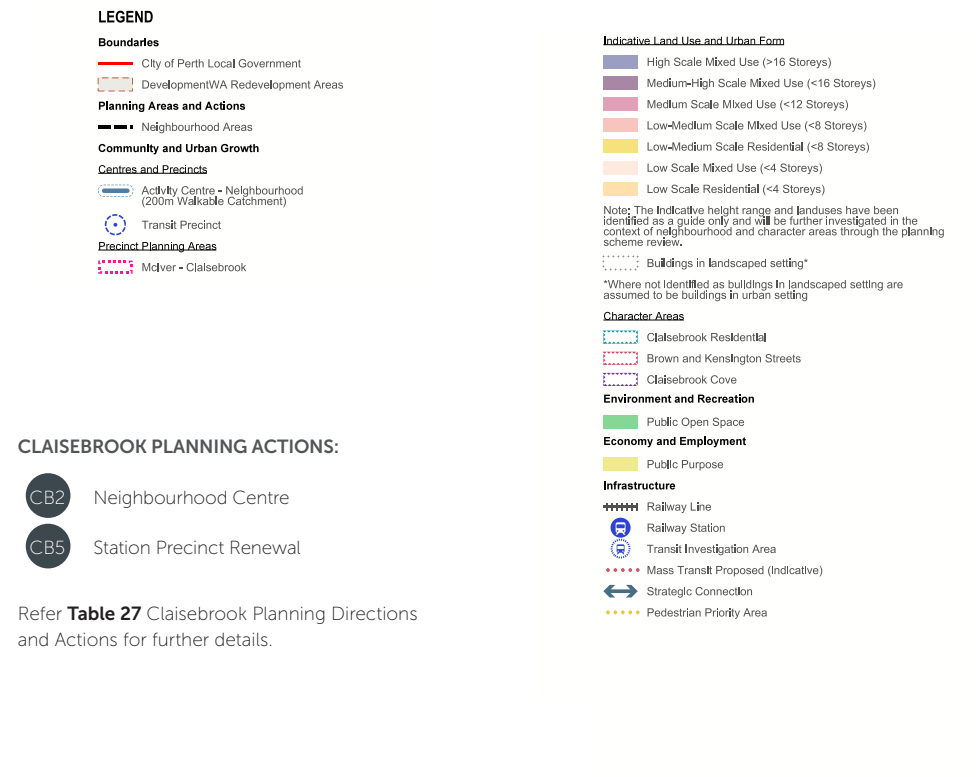 LEGEND
Boundaries
City of Perth Local Government
DevelopmentWA Redevelopment Areas
Planning Areas and Actions
Neighbourhood Areas
Community and Urban Growth
Centres and Precincts
Activity Centre - Neighbourhood
(200m Walkable Catchment)
Transit Precinct
Precinct Planning Areas
McIver - Claisebrook
CLAISEBROOK PLANNING ACTIONS:
CB2 Neighbourhood Centre
CB5 Station Precinct Renewal
Refer Table 27 Claisebrook Planning Directions
and Actions for further details.
Indicative Land Use and Urban Form
High Scale Mixed Use (>16 Storeys)
Medium-High Scale Mixed Use (<16 Storeys)
Medium Scale Mixed Use (<12 Storeys)
Low-Medium Scale Mixed Use (<8 Storeys)
Low-Medium Scale Residential (<8 Storeys)
Low Scale Mixed Use (<4 Storeys)
Low Scale Residential (<4 Storeys)
Note: The indicative height range and landuses have been
identified as a guide only and will be further investigated in the
context of neighbourhood and character areas through the planning
scheme review.
Buildings in landscaped setting*
*Where not identified as buildings in landscaped setting are
assumed to be buildings in urban setting
Character Areas
Claisebrook Residential
Brown and Kensington Streets
Claisebrook Cove
Environment and Recreation
Public Open Space
Economy and Employment
Public Purpose
Infrastructure
Railway Line
Railway Station
Transit Investigation Area
Mass Transit Proposed (Indicative)
Strategic Connection
Pedestrian Priority Area